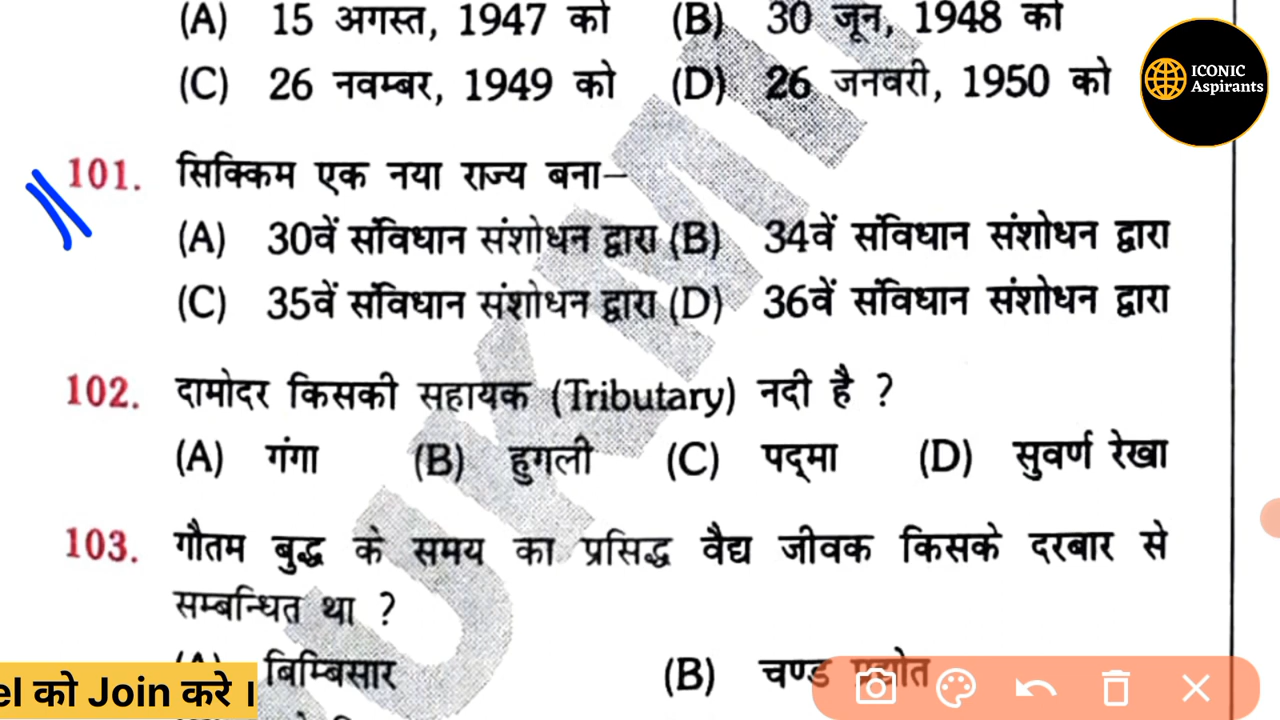 (A) 15 अगस्त, 1947 को (B) 30 जून, 1948 को
(C) 26 नवम्बर, 1949 को (D) 26 जनवरी, 1950 को
ICONIC
Aspirants
101. सिक्किम एक नया राज्य बना–
(A) 30वें संविधान संशोधन द्वारा (B) 34वें संविधान संशोधन द्वारा
(C) 35वें संविधान संशोधन द्वारा (D) 36वें संविधान संशोधन द्वारा
102. दामोदर किसकी सहायक (Tributary) नदी है ?
(A) गंगा (B) हुगली (C) पद्मा (D) सुवर्ण रेखा
103. गौतम बुद्ध के समय का प्रसिद्ध वैद्य जीवक किसके दरबार से
सम्बन्धित था ?
(A) बिम्बिसार (B) चण्ड प्रद्योत
el को Join करे ।